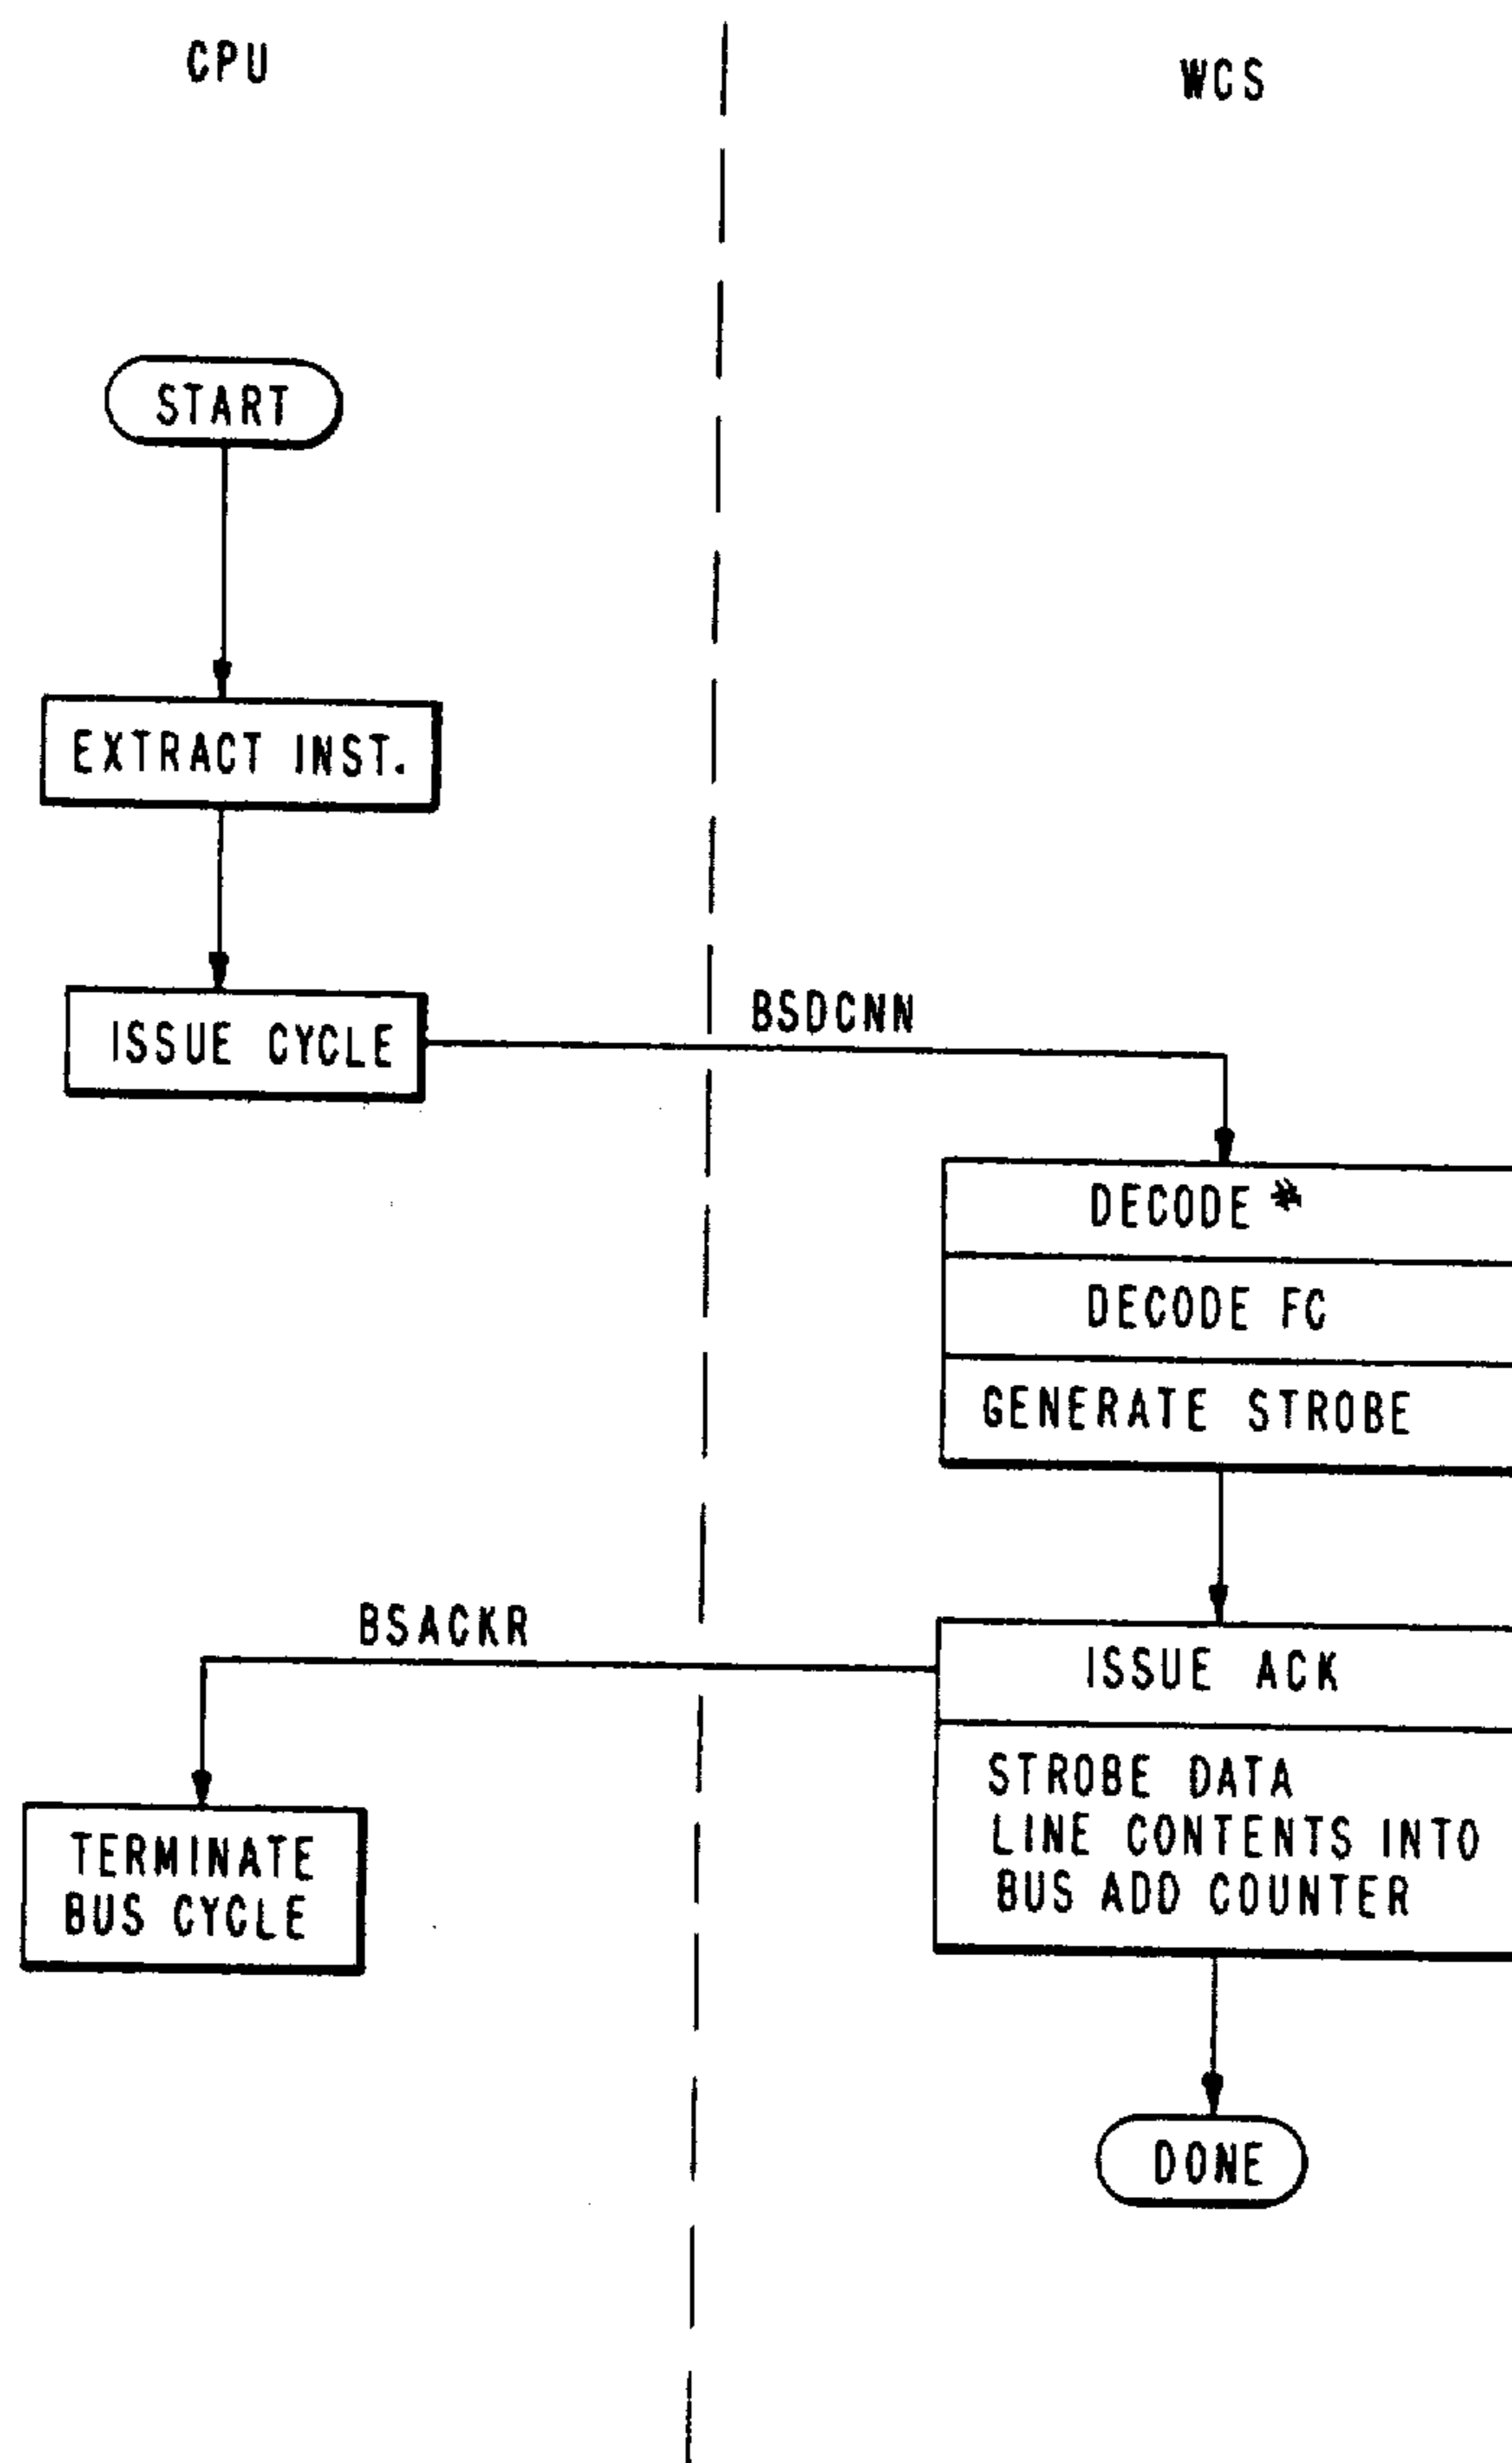 CPU
WCS
START
EXTRACT INST.
ISSUE CYCLE
BSDCNN
DECODE *
DECODE FC
GENERATE STROBE
BSACKR
ISSUE ACK
STROBE DATA
LINE CONTENTS INTO
BUS ADD COUNTER
TERMINATE
BUS CYCLE
DONE